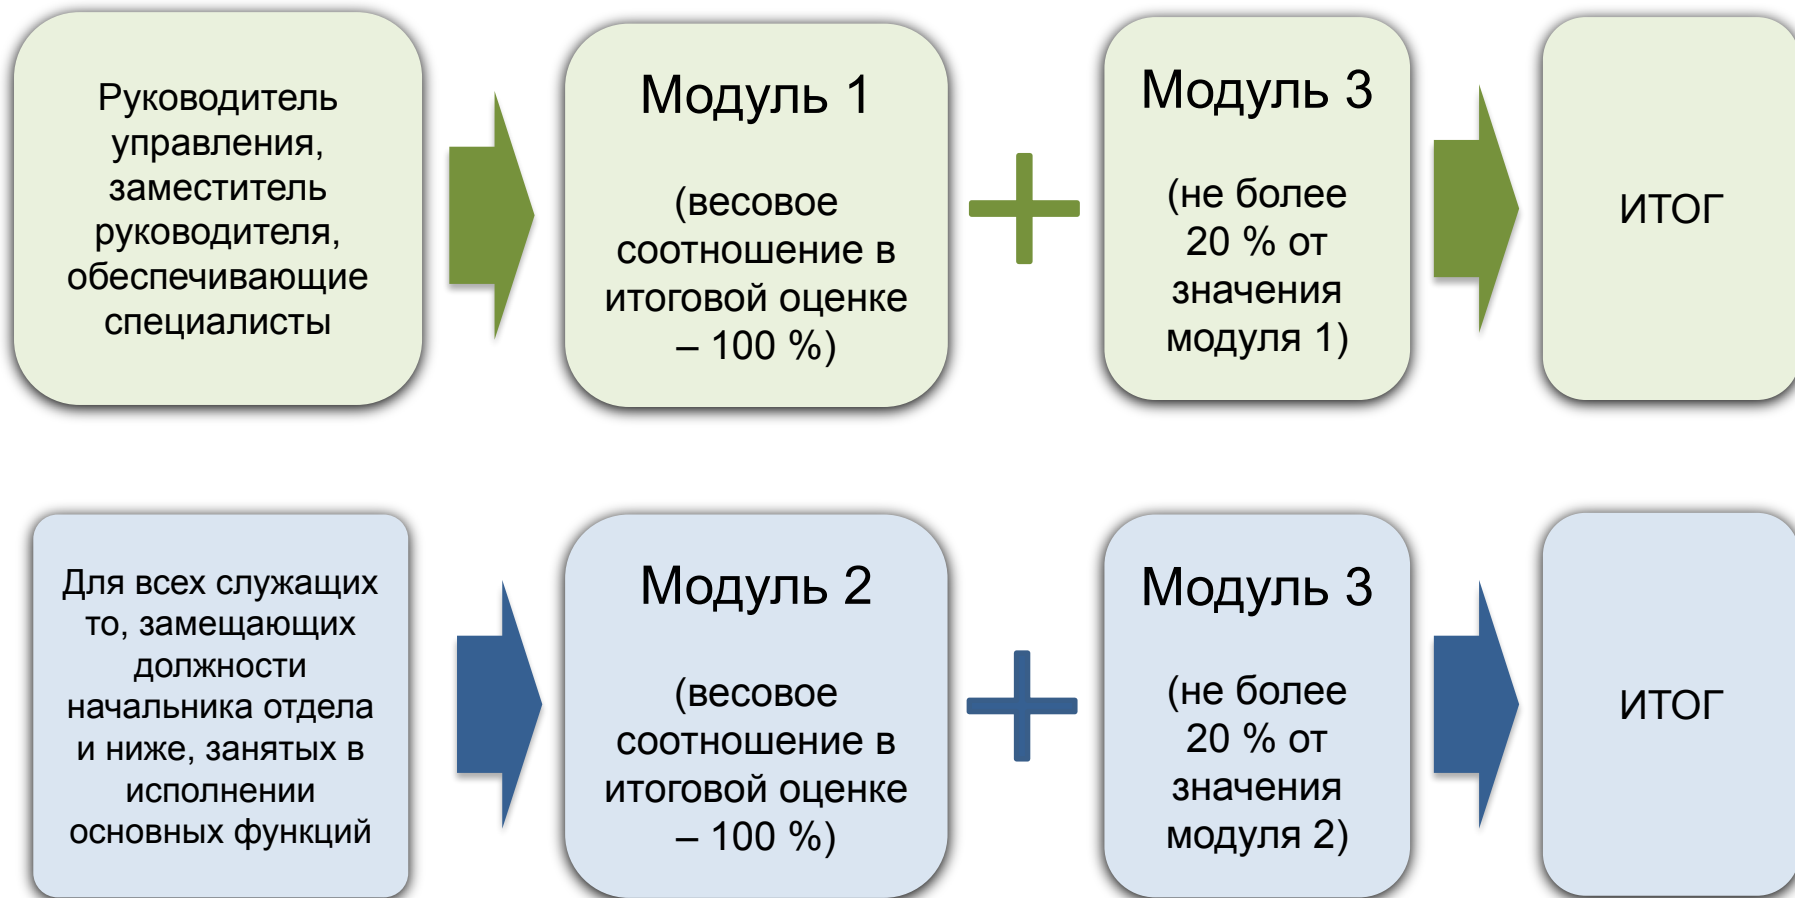 Руководитель
управления,
заместитель
руководителя,
обеспечивающие
специалисты
Модуль 1
(весовое
соотношение в
итоговой оценке
– 100 %)
Модуль 3
(не более
20 % от
значения
модуля 1)
ИТОГ
Для всех служащих
то, замещающих
должности
начальника отдела
и ниже, занятых в
исполнении
основных функций
Модуль 2
(весовое
соотношение в
итоговой оценке
– 100 %)
Модуль 3
(не более
20 % от
значения
модуля 2)
ИТОГ